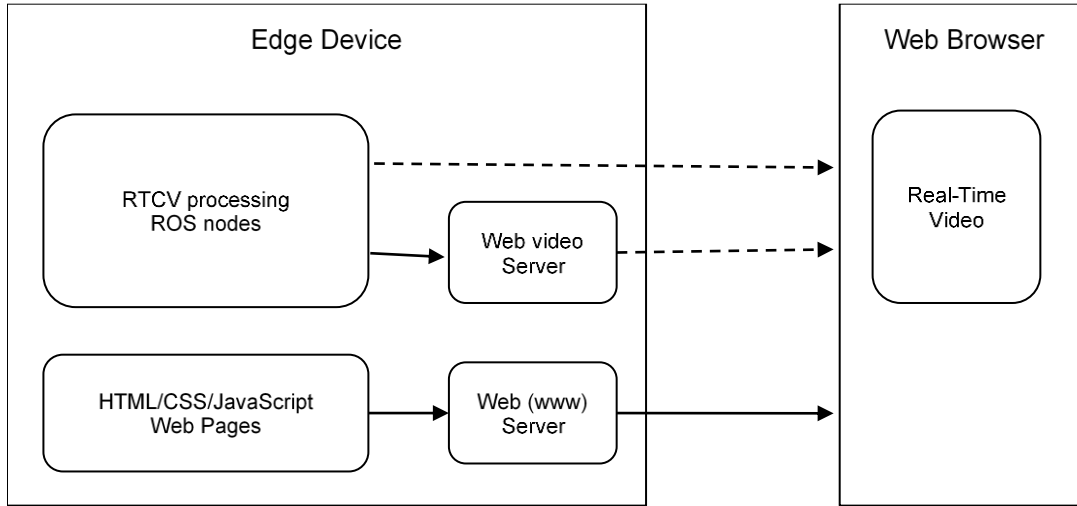 Edge Device
Web Browser
RTCV processing
ROS nodes
Web video
Server
Real-Time
Video
HTML/CSS/JavaScript
Web Pages
Web (www)
Server